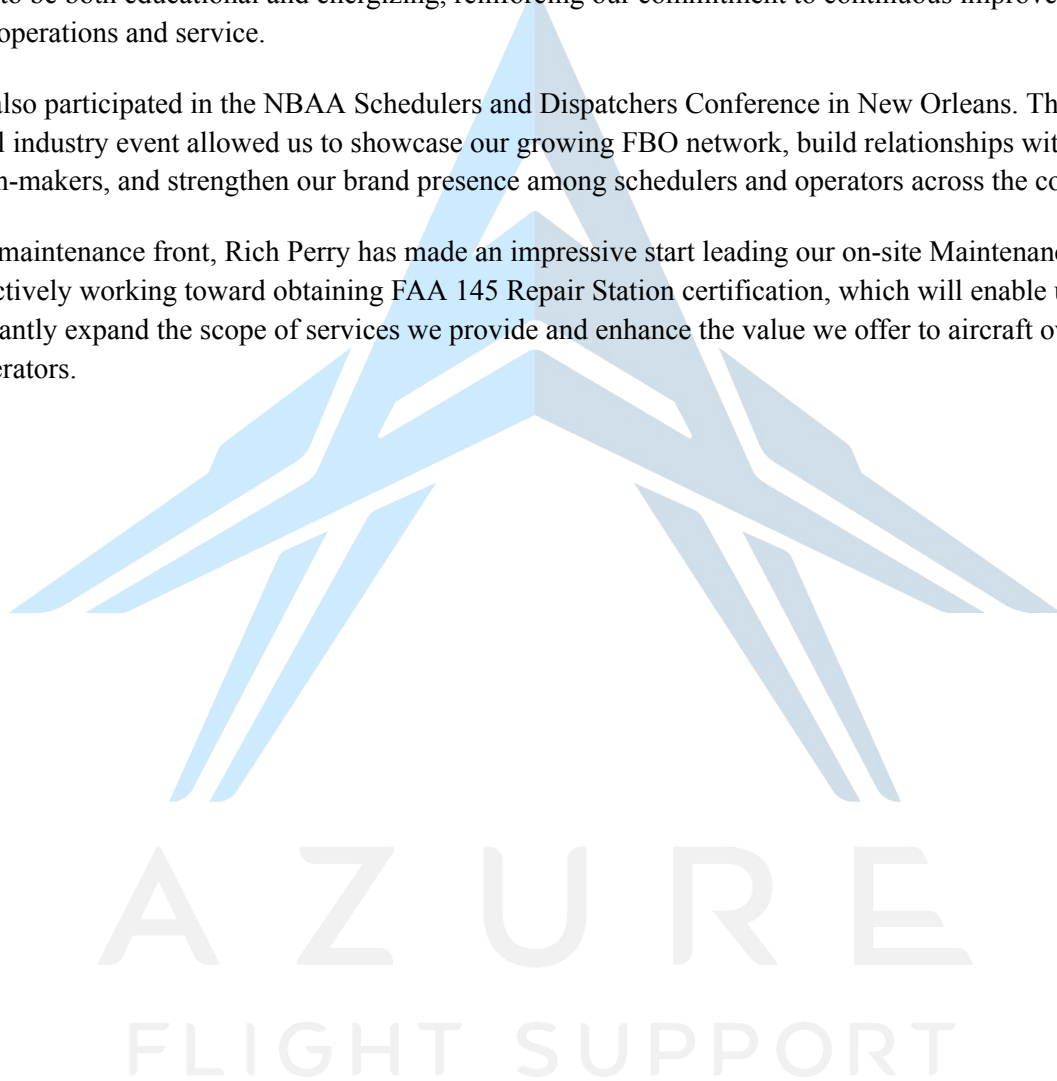 to be both educational and energizing, reinforcing our commitment to continuous improve
operations and service.
also participated in the NBAA Schedulers and Dispatchers Conference in New Orleans. Th
l industry event allowed us to showcase our growing FBO network, build relationships wit
n-makers, and strengthen our brand presence among schedulers and operators across the co
maintenance front, Rich Perry has made an impressive start leading our on-site Maintenanc
ctively working toward obtaining FAA 145 Repair Station certification, which will enable u
antly expand the scope of services we provide and enhance the value we offer to aircraft ow
erators.
AZURE
FLIGHT SUPPORT